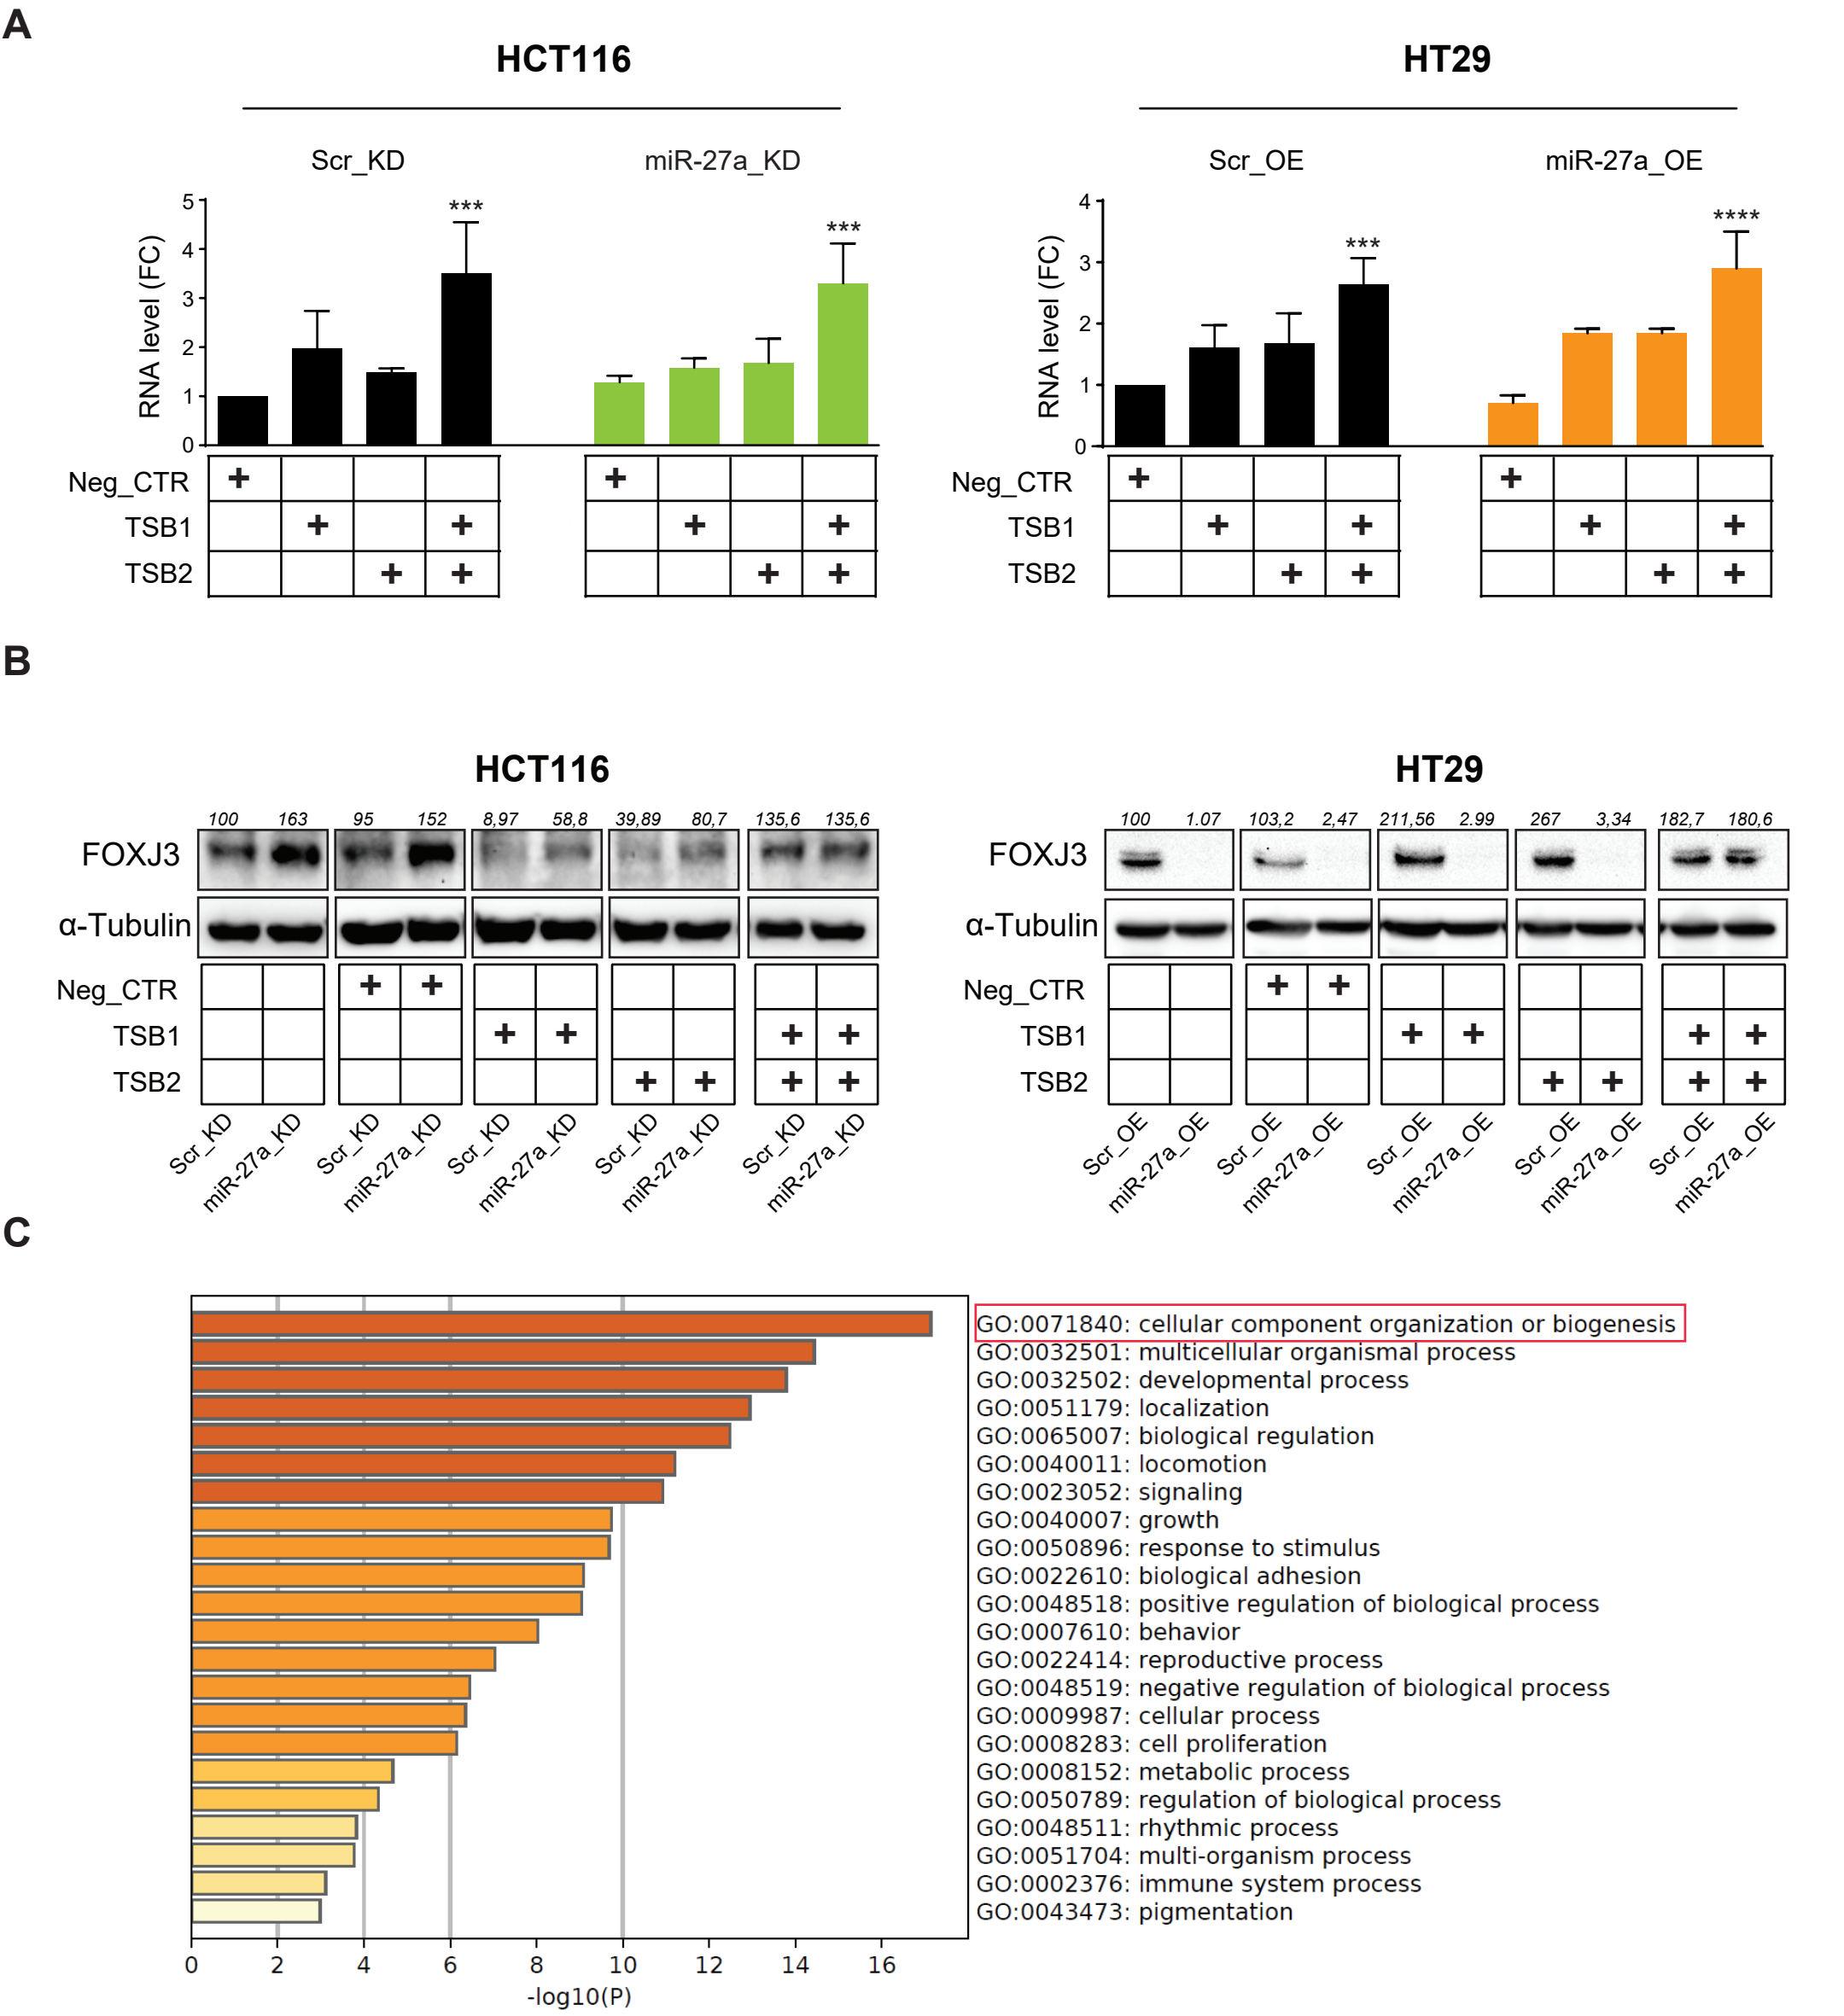 A
HCT116
HT29
Scr_KD
miR-27a_KD
Scr_OE
miR-27a_OE
RNA level (FC)
5
4
3
2
1
0
***
***
RNA level (FC)
4
3
2
1
0
***
****
Neg_CTR + +
TSB1 + + + +
TSB2 + + + +
Neg_CTR + +
TSB1 + + + +
TSB2 + + + +
B
HCT116
HT29
100 163 95 152 8,97 58,8 39,89 80,7 135,6 135,6
FOXJ3
α-Tubulin
Neg_CTR + +
TSB1 + + + +
TSB2 + + + +
Scr_KD miR-27a_KD Scr_KD miR-27a_KD Scr_KD miR-27a_KD Scr_KD miR-27a_KD Scr_KD miR-27a_KD
100 1.07 103,2 2,47 211,56 2.99 267 3,34 182,7 180,6
FOXJ3
α-Tubulin
Neg_CTR + +
TSB1 + + + +
TSB2 + + + +
Scr_OE miR-27a_OE Scr_OE miR-27a_OE Scr_OE miR-27a_OE Scr_OE miR-27a_OE Scr_OE miR-27a_OE
C
GO:0071840: cellular component organization or biogenesis
GO:0032501: multicellular organismal process
GO:0032502: developmental process
GO:0051179: localization
GO:0065007: biological regulation
GO:0040011: locomotion
GO:0023052: signaling
GO:0040007: growth
GO:0050896: response to stimulus
GO:0022610: biological adhesion
GO:0048518: positive regulation of biological process
GO:0007610: behavior
GO:0022414: reproductive process
GO:0048519: negative regulation of biological process
GO:0009987: cellular process
GO:0008283: cell proliferation
GO:0008152: metabolic process
GO:0050789: regulation of biological process
GO:0048511: rhythmic process
GO:0051704: multi-organism process
GO:0002376: immune system process
GO:0043473: pigmentation
0 2 4 6 8 10 12 14 16
-log10(P)